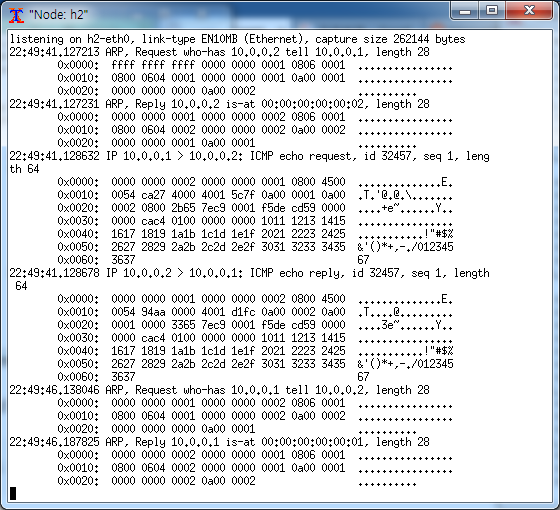 "Node: h2"
listening on h2-eth0, link-type EN10MB (Ethernet), capture size 262144 bytes
22:49:41.127213 ARP, Request who-has 10.0.0.2 tell 10.0.0.1, length 28
0x0000:  ffff ffff ffff 0000 0000 0001 0806 0001  ................
0x0010:  0800 0604 0001 0000 0000 0001 0a00 0001  ................
0x0020:  0000 0000 0000 0a00 0002  ..........
22:49:41.127231 ARP, Reply 10.0.0.2 is-at 00:00:00:00:00:02, length 28
0x0000:  0000 0000 0001 0000 0000 0002 0806 0001  ................
0x0010:  0800 0604 0002 0000 0000 0002 0a00 0002  ................
0x0020:  0000 0000 0001 0a00 0001  ..........
22:49:41.128632 IP 10.0.0.1 > 10.0.0.2: ICMP echo request, id 32457, seq 1, leng
th 64
0x0000:  0000 0000 0002 0000 0000 0001 0800 4500  ..............E.
0x0010:  0054 ca27 4000 4001 5c7f 0a00 0001 0a00  .T.'@.@.\.......
0x0020:  0002 0800 2b65 7ec9 0001 f5de cd59 0000  ....+e~......Y..
0x0030:  0000 cac4 0100 0000 0000 1011 1213 1415  ................
0x0040:  1617 1819 1a1b 1c1d 1e1f 2021 2223 2425  ..........!"#$%
0x0050:  2627 2829 2a2b 2c2d 2e2f 3031 3233 3435  &'()*+,-./012345
0x0060:  3637  67
22:49:41.128678 IP 10.0.0.2 > 10.0.0.1: ICMP echo reply, id 32457, seq 1, length
64
0x0000:  0000 0000 0001 0000 0000 0002 0800 4500  ..............E.
0x0010:  0054 94aa 0000 4001 d1fc 0a00 0002 0a00  .T....@.........
0x0020:  0001 0000 3365 7ec9 0001 f5de cd59 0000  ....3e~......Y..
0x0030:  0000 cac4 0100 0000 0000 1011 1213 1415  ................
0x0040:  1617 1819 1a1b 1c1d 1e1f 2021 2223 2425  ..........!"#$%
0x0050:  2627 2829 2a2b 2c2d 2e2f 3031 3233 3435  &'()*+,-./012345
0x0060:  3637  67
22:49:46.138046 ARP, Request who-has 10.0.0.1 tell 10.0.0.2, length 28
0x0000:  0000 0000 0001 0000 0000 0002 0806 0001  ................
0x0010:  0800 0604 0001 0000 0000 0002 0a00 0002  ................
0x0020:  0000 0000 0000 0a00 0001  ..........
22:49:46.187825 ARP, Reply 10.0.0.1 is-at 00:00:00:00:00:01, length 28
0x0000:  0000 0000 0002 0000 0000 0001 0806 0001  ................
0x0010:  0800 0604 0002 0000 0000 0001 0a00 0001  ................
0x0020:  0000 0000 0002 0a00 0002  ..........